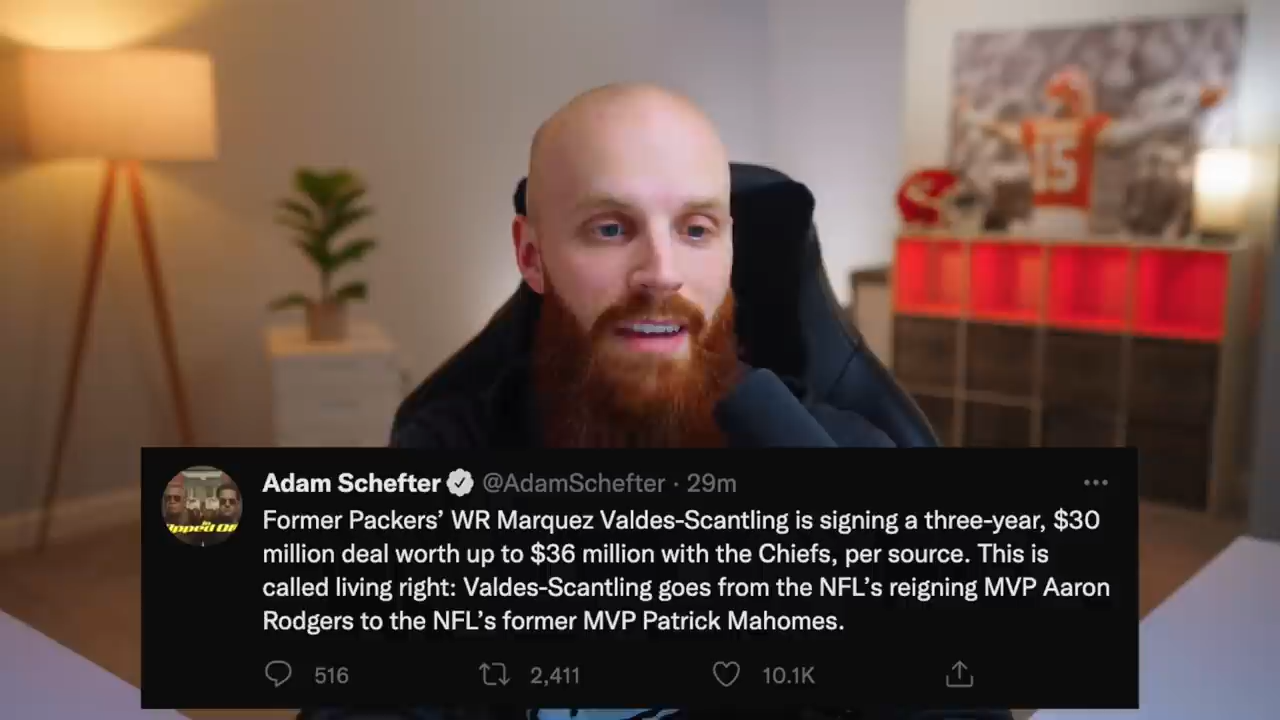 15
Adam Schefter @AdamSchefter · 29m
Former Packers' WR Marquez Valdes-Scantling is signing a three-year, $30
million deal worth up to $36 million with the Chiefs, per source. This is
called living right: Valdes-Scantling goes from the NFL's reigning MVP Aaron
Rodgers to the NFL's former MVP Patrick Mahomes.
516 2,411 10.1K